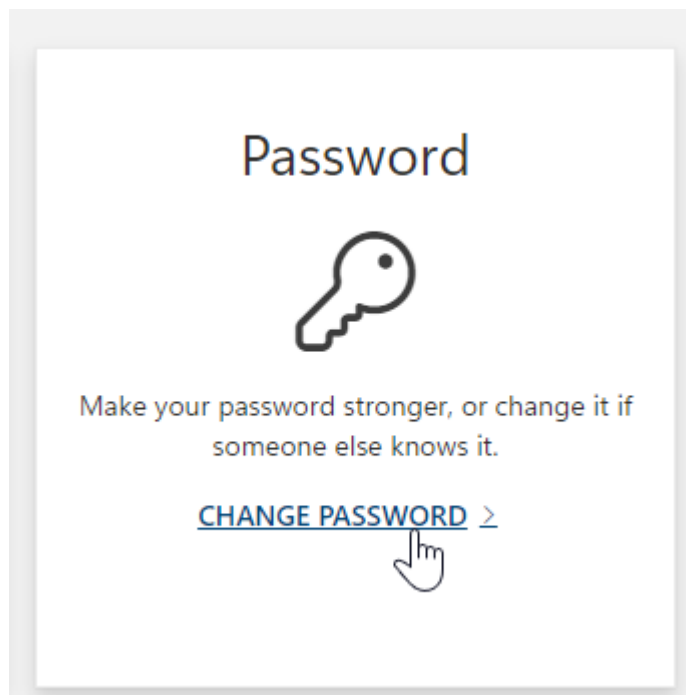 Password
Make your password stronger, or change it if
someone else knows it.
CHANGE PASSWORD >